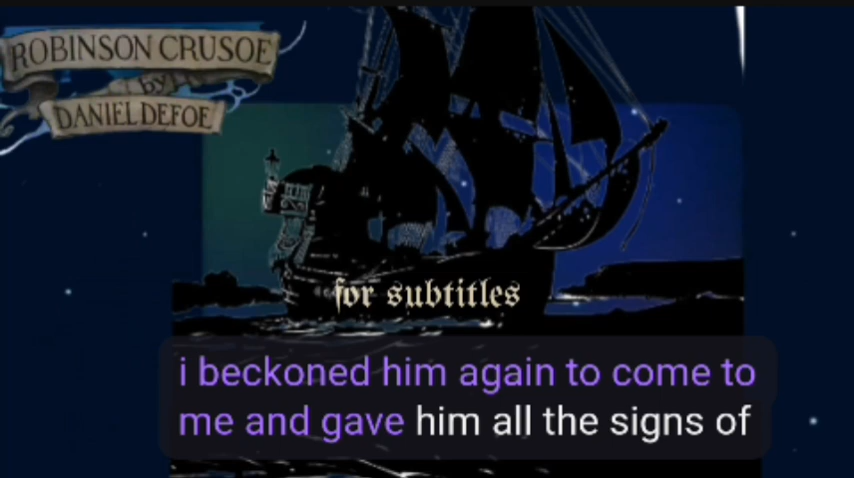 ROBINSON CRUSOE
by
DANIEL DEFOE
for subtitles
i beckoned him again to come to
me and gave him all the signs of